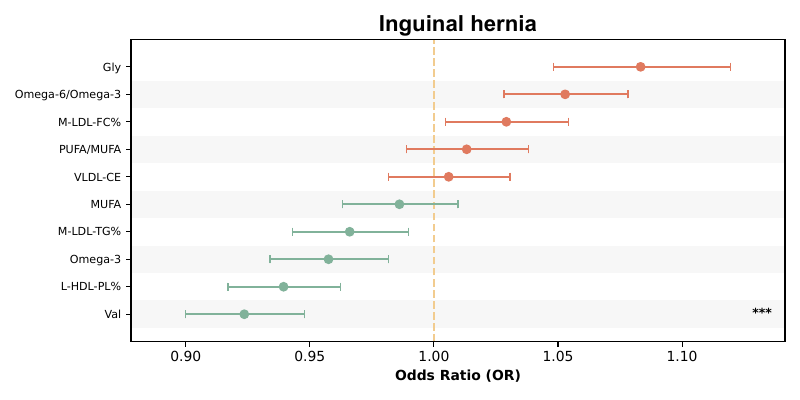 Inguinal hernia
Gly
Omega-6/Omega-3
M-LDL-FC%
PUFA/MUFA
VLDL-CE
MUFA
M-LDL-TG%
Omega-3
L-HDL-PL%
Val
***
0.90 0.95 1.00 1.05 1.10
Odds Ratio (OR)